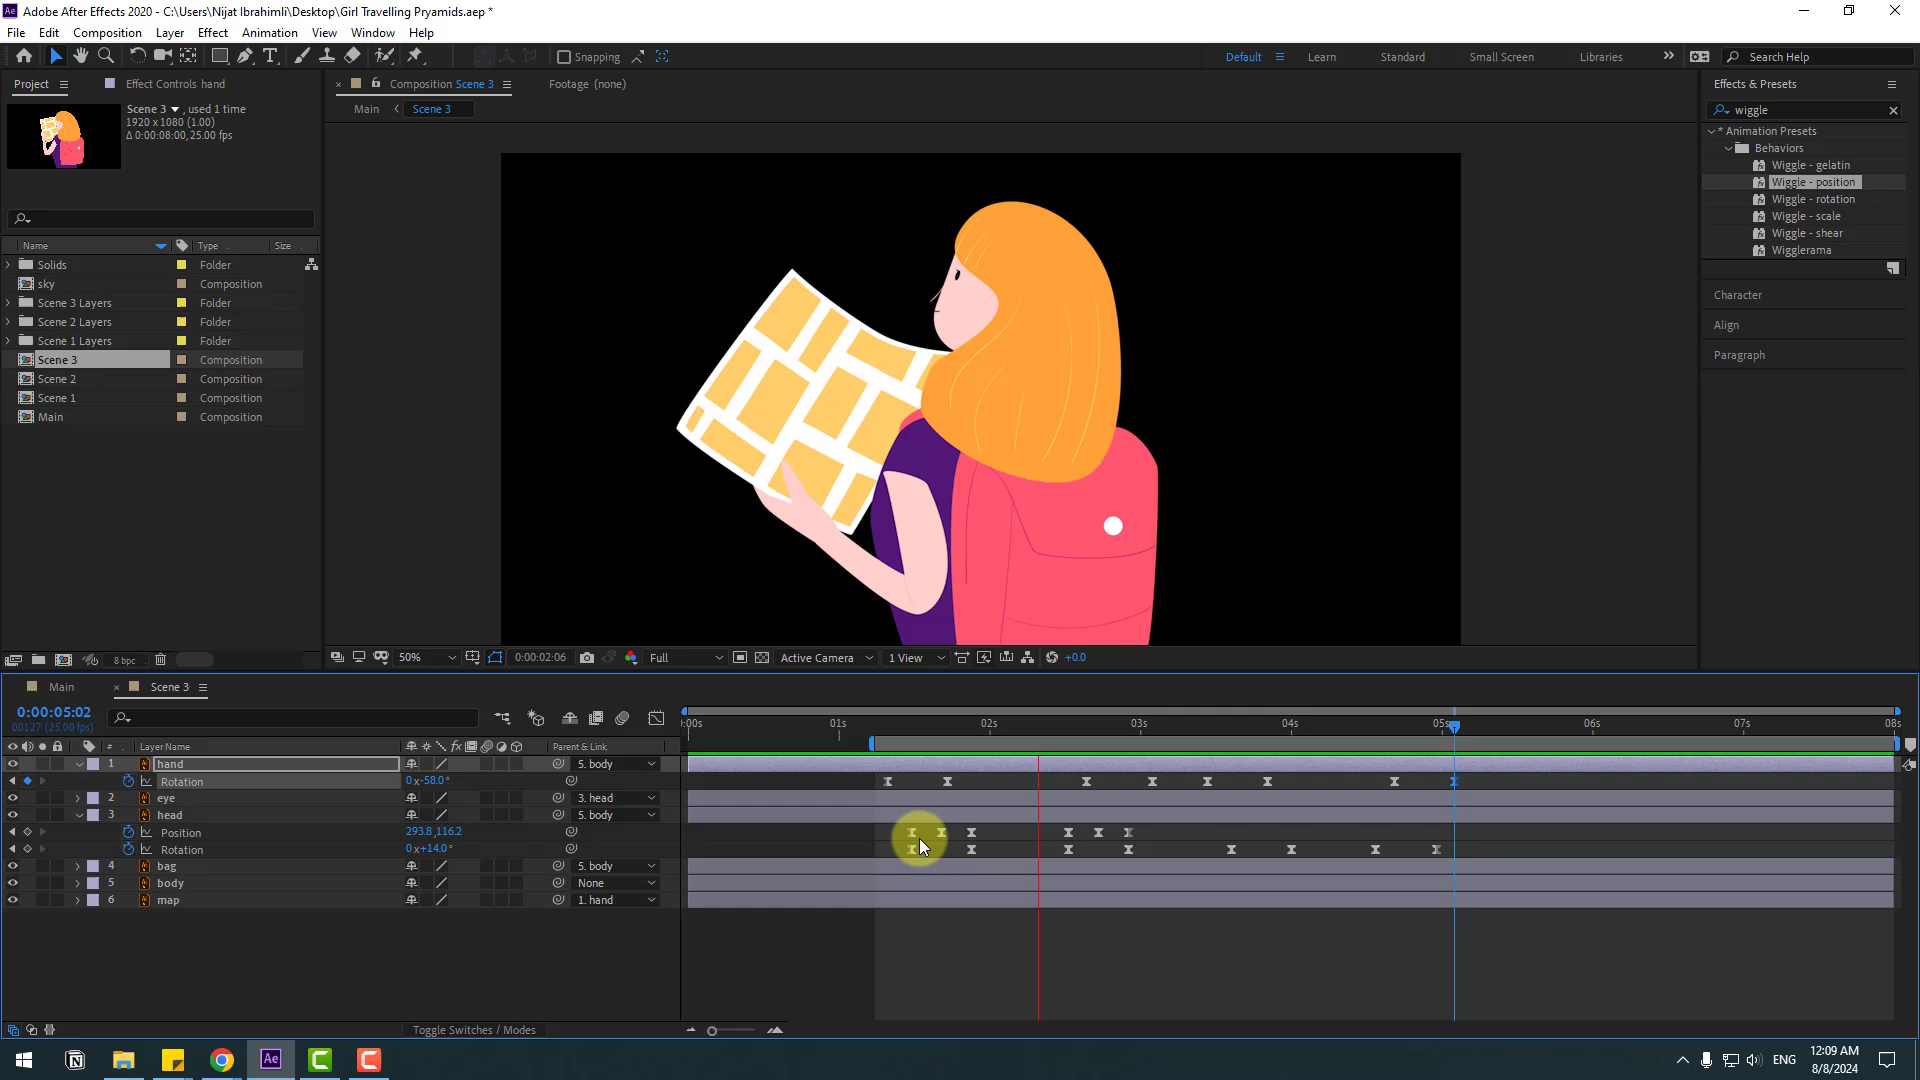 Adobe After Effects 2020 - C:\Users\Nijat Ibrahimli\Desktop\Girl Travelling Pryamids.aep *
File Edit Composition Layer Effect Animation View Window Help
Snapping
Default Learn Standard Small Screen Libraries Search Help
Project Effect Controls hand
Scene 3 , used 1 time
1920 x 1080 (1.00)
Δ 0:00:08:00, 25.00 fps
Composition Scene 3 Footage (none)
Main Scene 3
Effects & Presets
wiggle
* Animation Presets
Behaviors
Wiggle - gelatin
Wiggle - position
Wiggle - rotation
Wiggle - scale
Wiggle - shear
Wigglerama
Character
Align
Paragraph
Name Type Size
Solids Folder
sky Composition
Scene 3 Layers Folder
Scene 2 Layers Folder
Scene 1 Layers Folder
Scene 3 Composition
Scene 2 Composition
Scene 1 Composition
Main Composition
8 bpc
50% 0:00:02:06 Full Active Camera 1 View +0.0
Main Scene 3
0:00:05:02
00127 (25.00 fps)
:00s 01s 02s 03s 04s 05s 06s 07s 08s
# Layer Name Parent & Link
1 hand 5. body
Rotation 0x-58.0°
2 eye 3. head
3 head 5. body
Position 293.8,116.2
Rotation 0x+14.0°
4 bag 5. body
5 body None
6 map 1. hand
Toggle Switches / Modes
Ae
ENG
12:09 AM
8/8/2024